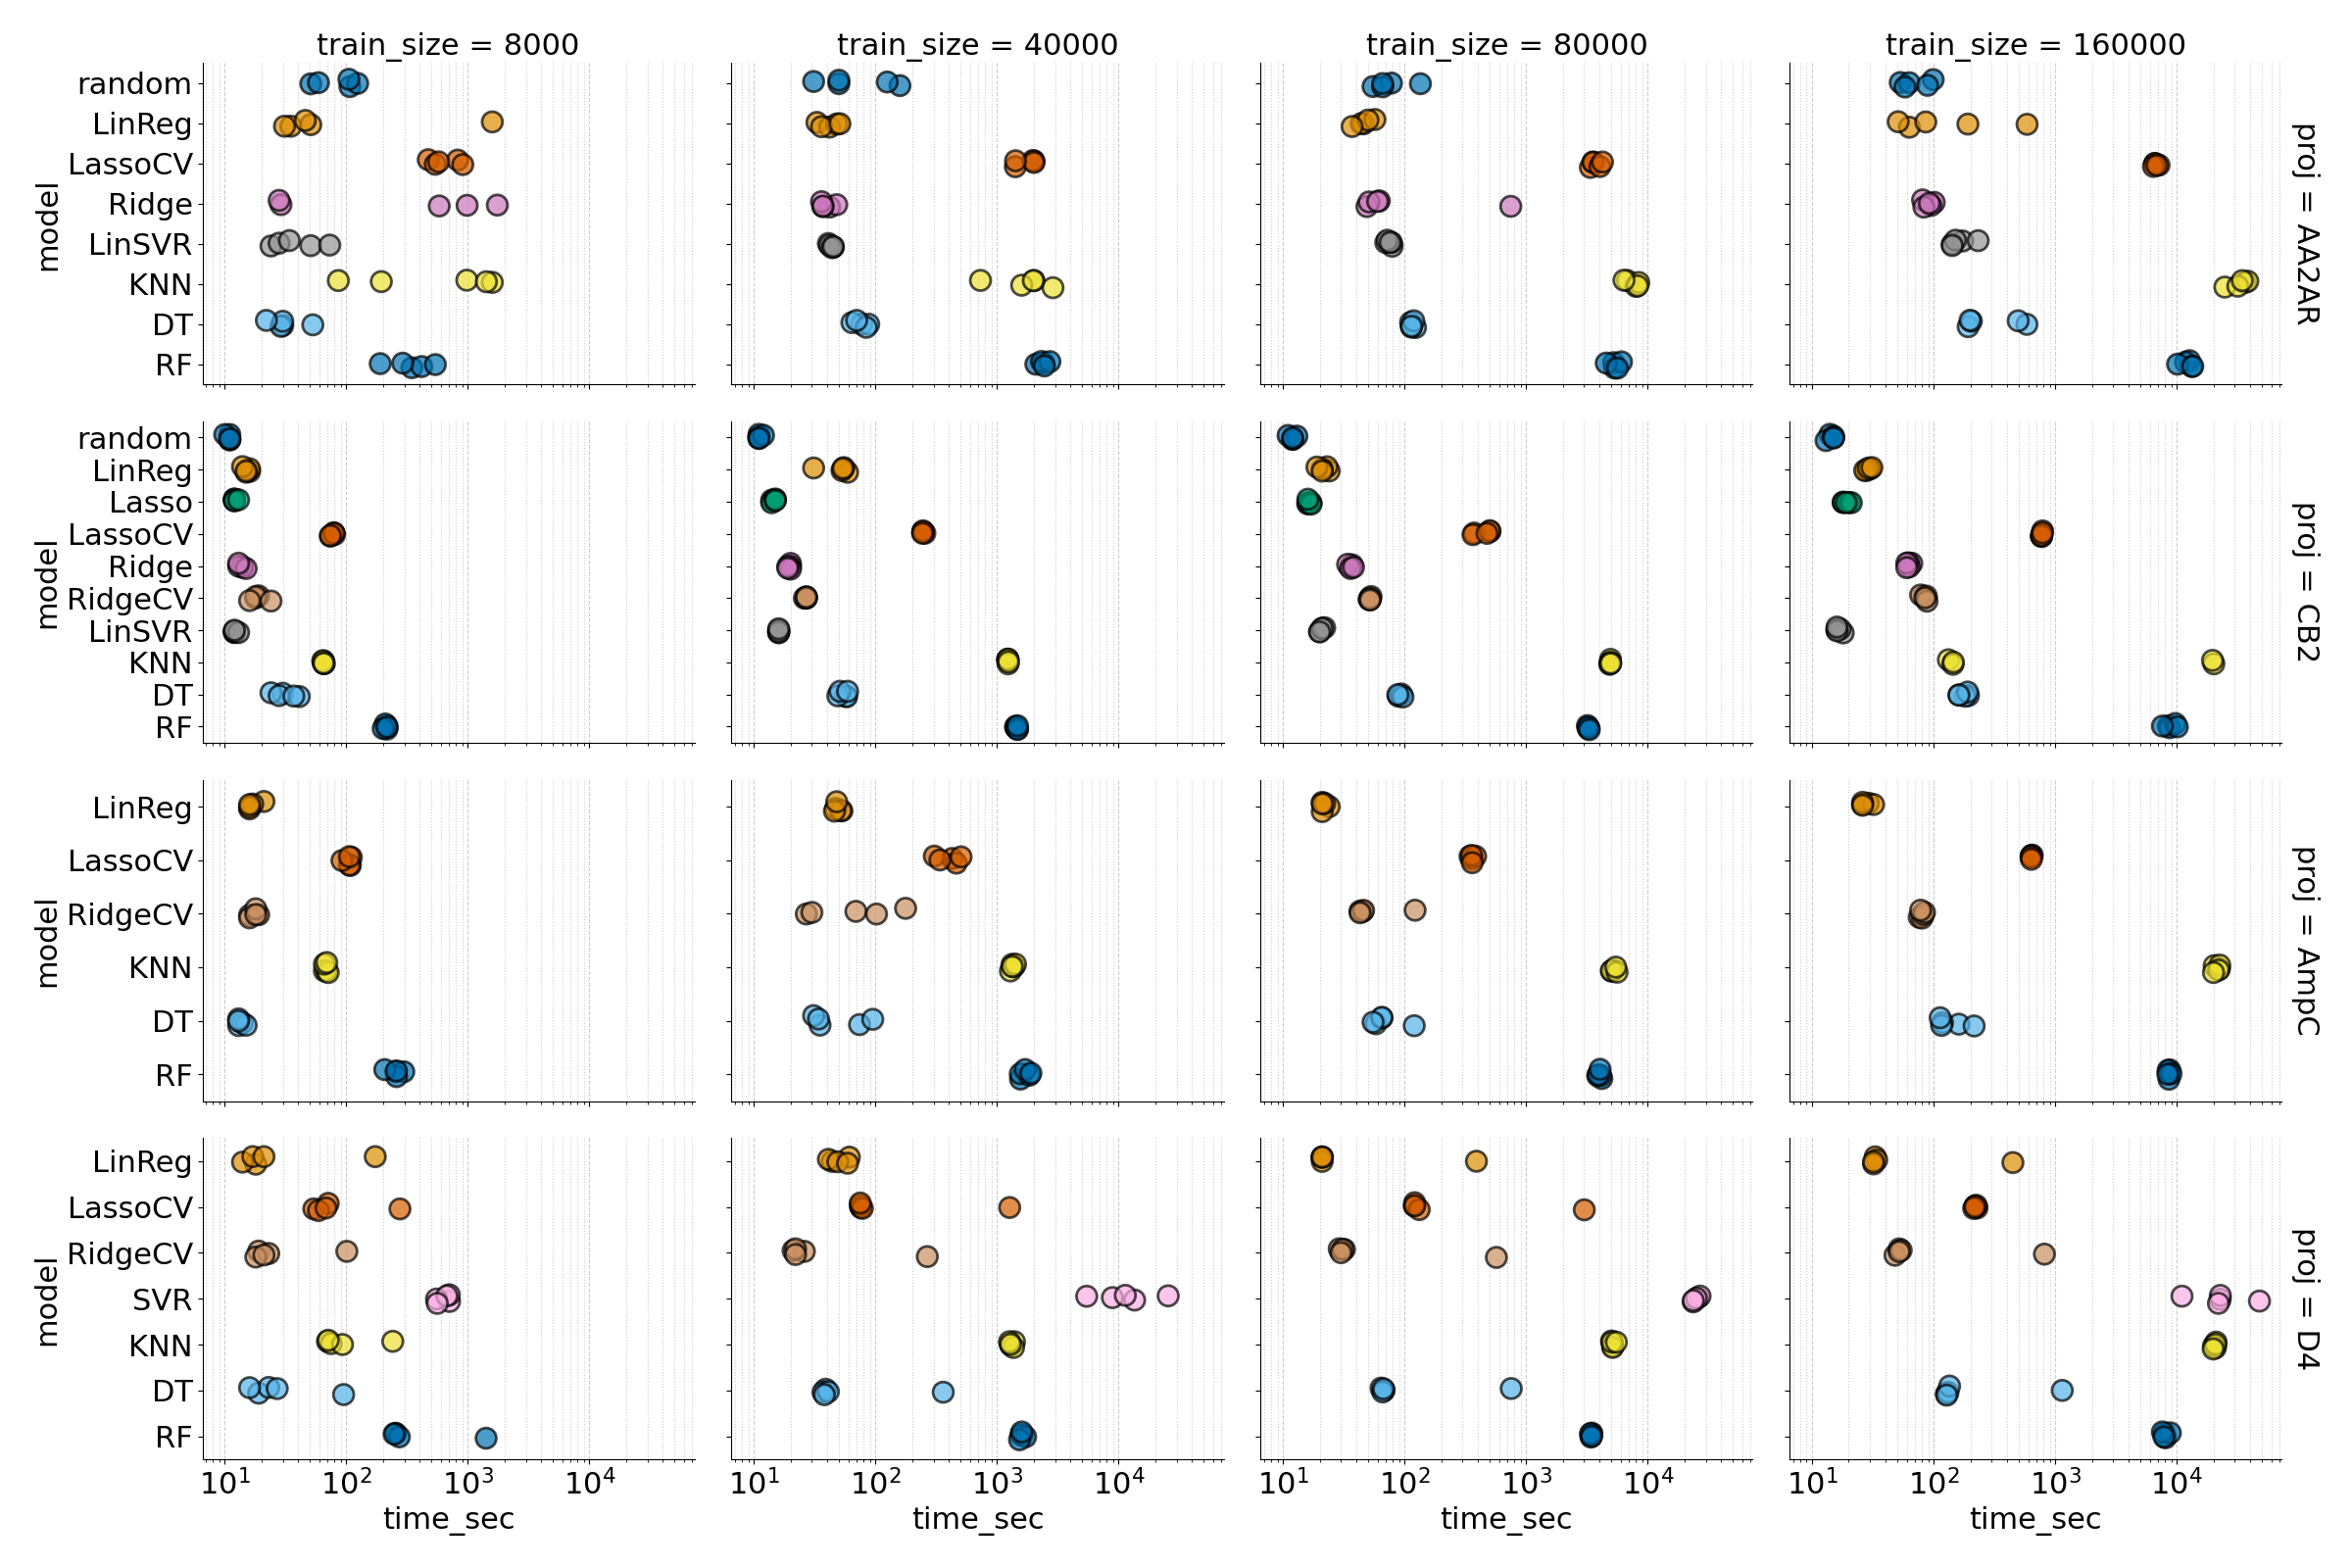 train_size = 8000
train_size = 40000
train_size = 80000
train_size = 160000
model
random
LinReg
LassoCV
Ridge
LinSVR
KNN
DT
RF
proj = AA2AR
model
random
LinReg
Lasso
LassoCV
Ridge
RidgeCV
LinSVR
KNN
DT
RF
proj = CB2
model
LinReg
LassoCV
RidgeCV
KNN
DT
RF
proj = AmpC
model
LinReg
LassoCV
RidgeCV
SVR
KNN
DT
RF
proj = D4
10¹ 10² 10³ 10⁴
10¹ 10² 10³ 10⁴
10¹ 10² 10³ 10⁴
10¹ 10² 10³ 10⁴
time_sec
time_sec
time_sec
time_sec